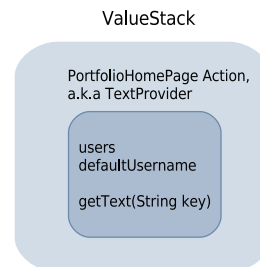 ValueStack
PortfolioHomePage Action,
a.k.a TextProvider
users
defaultUsername
getText(String key)